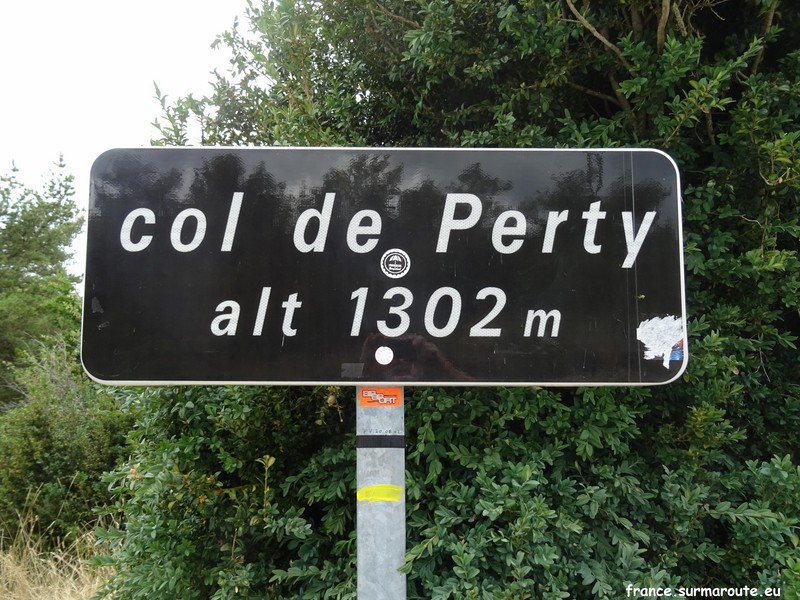 col de Perty
alt 1302 m
france.surmaroute.eu